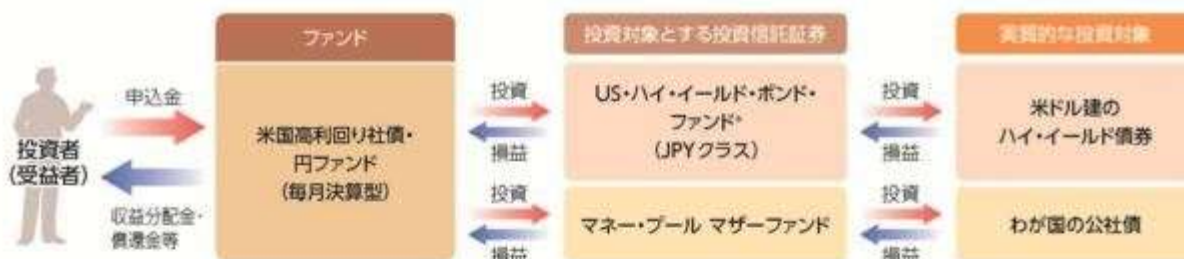 ファンド
投資対象とする投資信託証券
実質的な投資対象
申込金
投資者
(受益者)
収益分配金・
償還金等
米国高利回り社債・
円ファンド
(毎月決算型)
投資
損益
投資
損益
US・ハイ・イールド・ボンド・
ファンド*
(JPYクラス)
マネー・プール マザーファンド
投資
損益
投資
損益
米ドル建の
ハイ・イールド債券
わが国の公社債